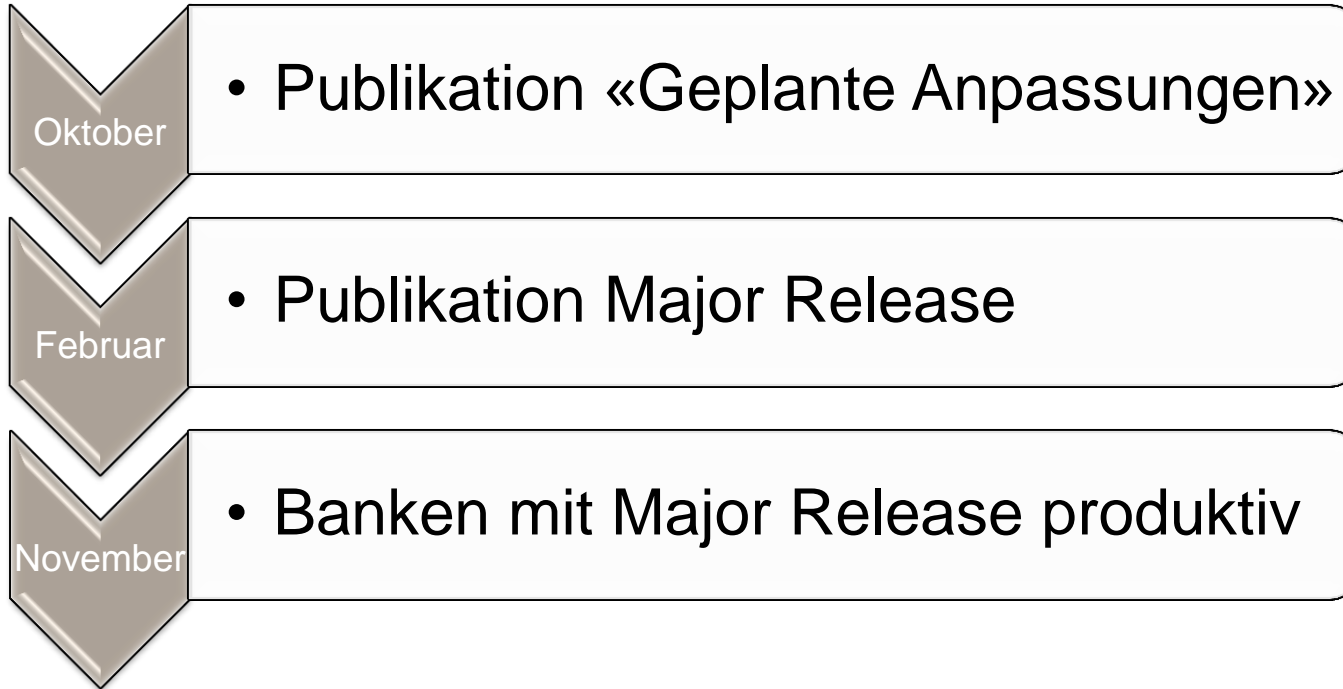 Oktober
• Publikation «Geplante Anpassungen»
Februar
• Publikation Major Release
November
• Banken mit Major Release produktiv